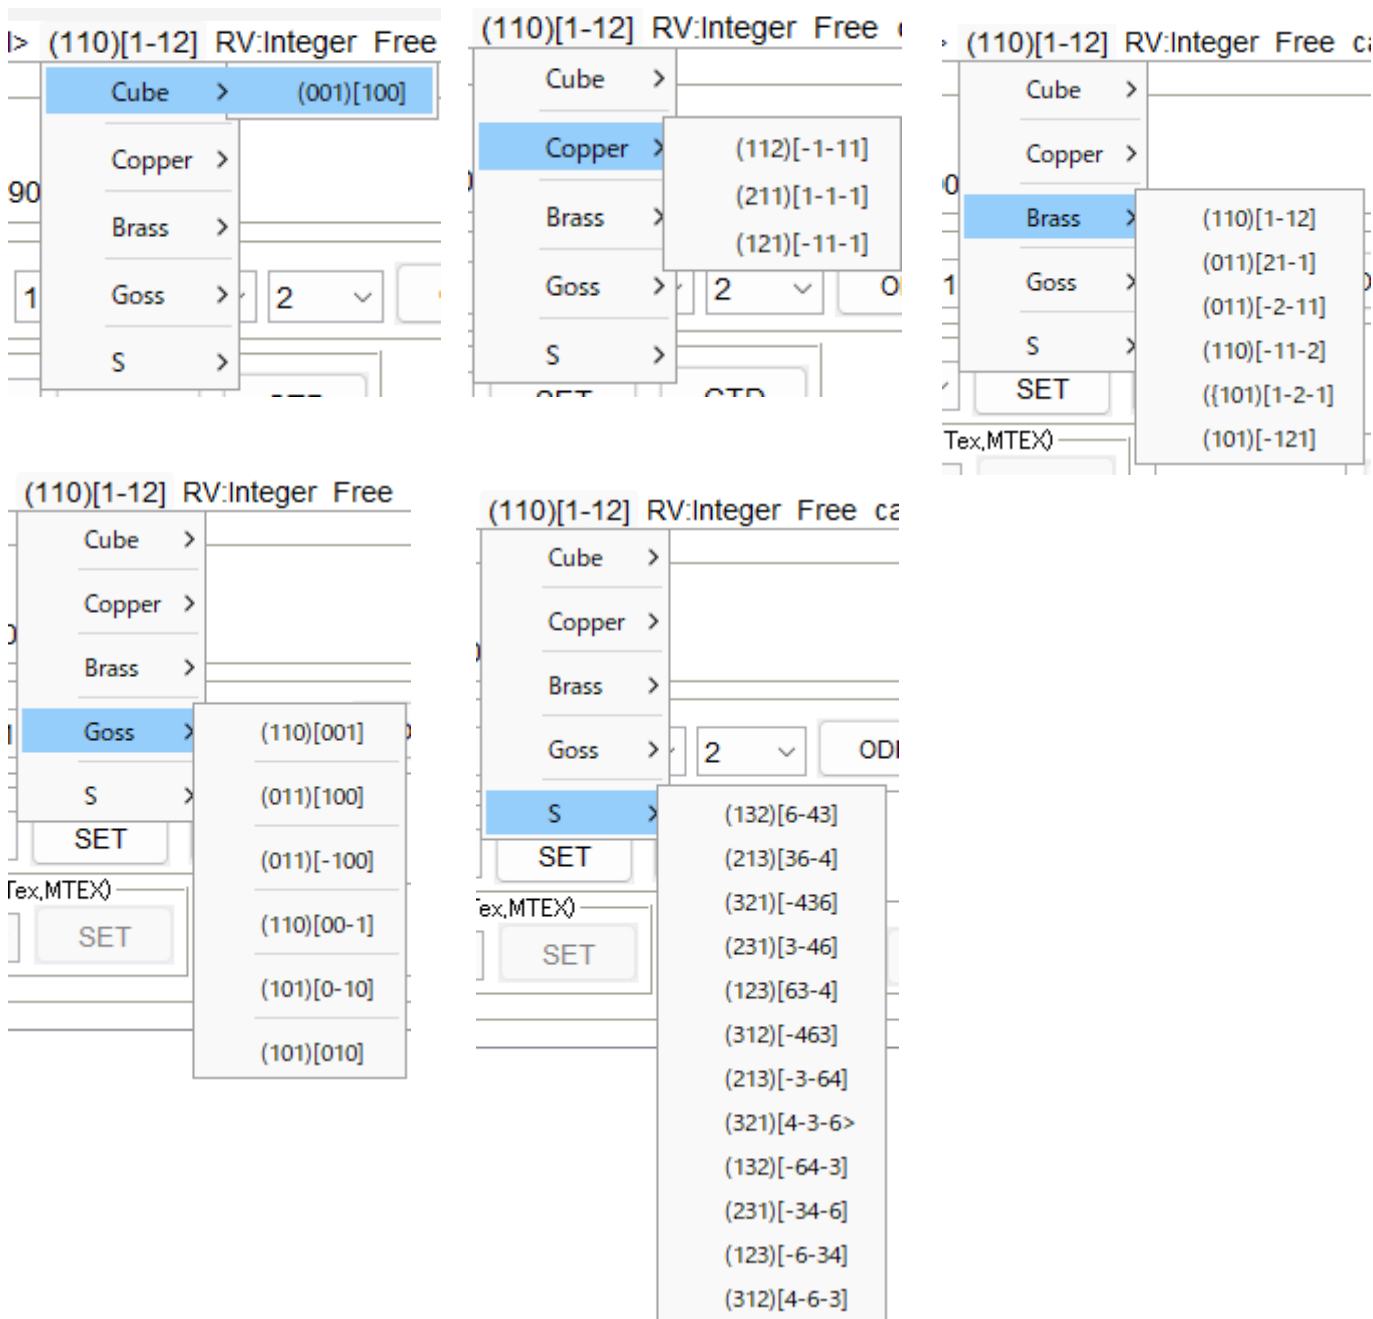 l> (110)[1-12] RV:Integer Free
Cube > (001)[100]
Copper >
90
Brass >
1 Goss > 2
S >
(110)[1-12] RV:Integer Free
Cube >
Copper > (112)[-1-11]
(211)[1-1-1]
Brass > (121)[-11-1]
Goss > 2
S >
(110)[1-12] RV:Integer Free
Cube >
Copper >
Brass > (110)[1-12]
(011)[21-1]
1 Goss > (011)[-2-11]
S > (110)[-11-2]
SET ({101)[1-2-1]
Tex,MTEX) (101)[-121]
(110)[1-12] RV:Integer Free
Cube >
Copper >
Brass >
Goss > (110)[001]
S > (011)[100]
SET
(011)[-100]
Tex,MTEX)
SET (110)[00-1]
(101)[0-10]
(101)[010]
(110)[1-12] RV:Integer Free ca
Cube >
Copper >
Brass >
Goss > 2 OD
S > (132)[6-43]
SET (213)[36-4]
Tex,MTEX) (321)[-436]
SET (231)[3-46]
(123)[63-4]
(312)[-463]
(213)[-3-64]
(321)[4-3-6>
(132)[-64-3]
(231)[-34-6]
(123)[-6-34]
(312)[4-6-3]